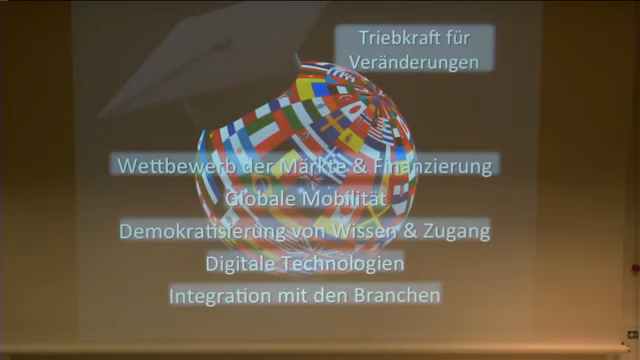 Triebkraft für
Veränderungen
Wettbewerb der Märkte & Finanzierung
Globale Mobilität
Demokratisierung von Wissen & Zugang
Digitale Technologien
Integration mit den Branchen